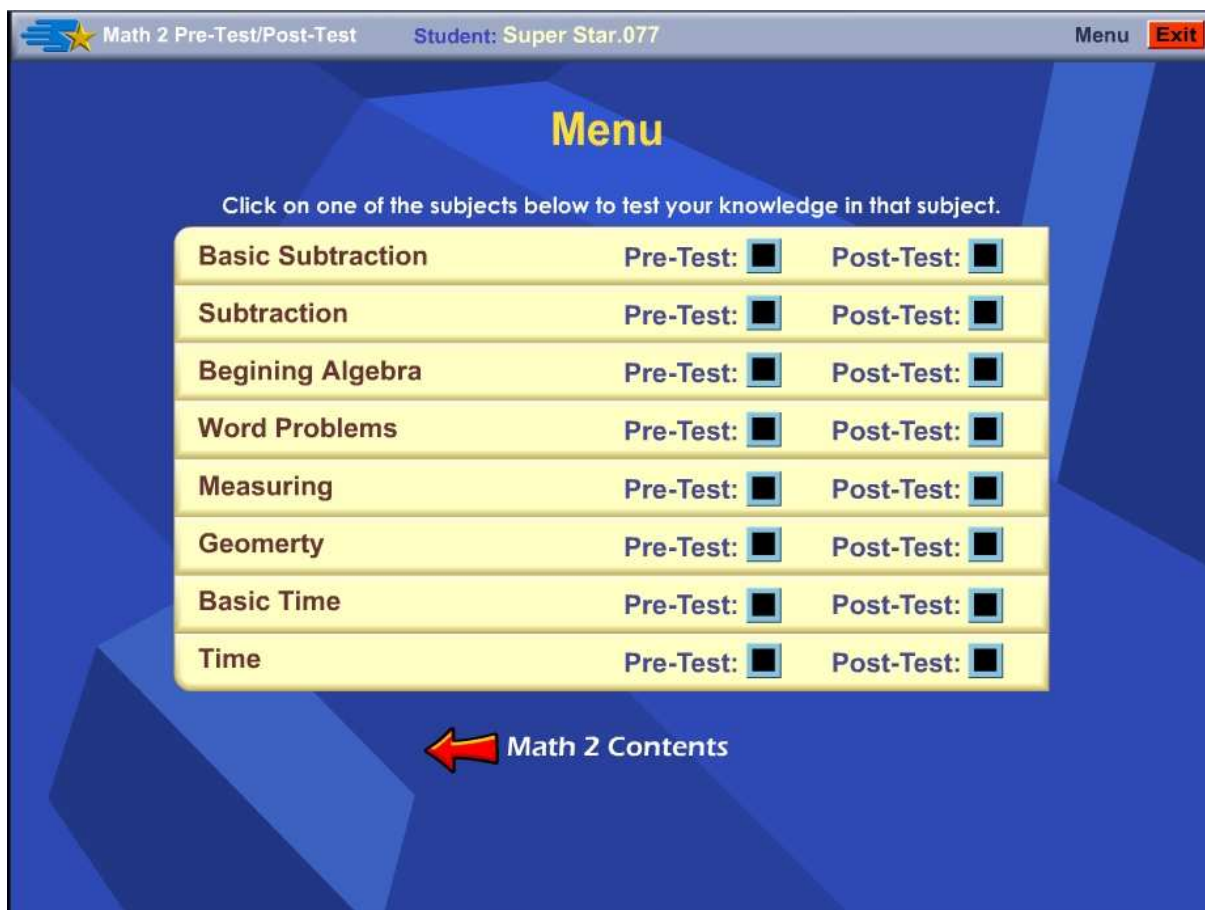 Math 2 Pre-Test/Post-Test Student: Super Star.077 Menu Exit
Menu
Click on one of the subjects below to test your knowledge in that subject.
Basic Subtraction Pre-Test: Post-Test:
Subtraction Pre-Test: Post-Test:
Begining Algebra Pre-Test: Post-Test:
Word Problems Pre-Test: Post-Test:
Measuring Pre-Test: Post-Test:
Geomerty Pre-Test: Post-Test:
Basic Time Pre-Test: Post-Test:
Time Pre-Test: Post-Test:
Math 2 Contents